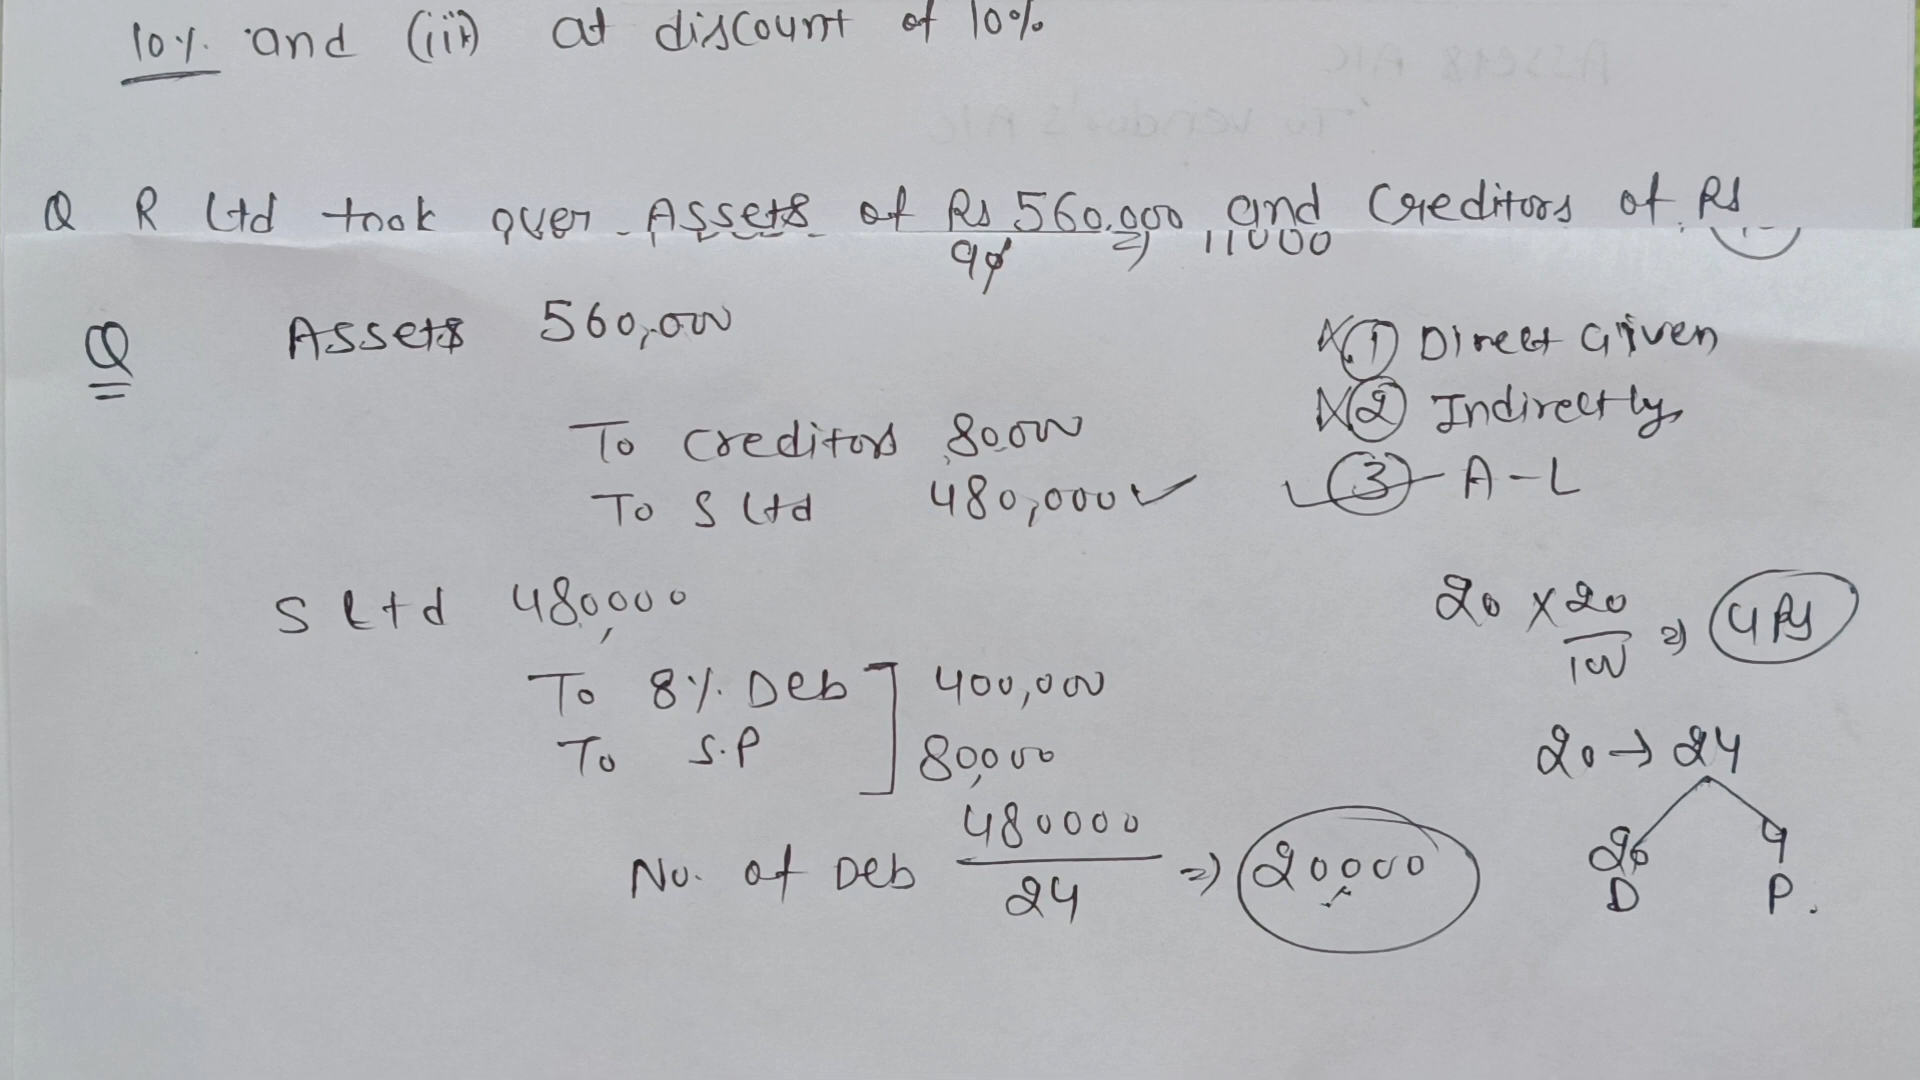 10% and (iii) at discount of 10%
Q R Ltd took over Assets of Rs 560,000 and Creditors of Rs
90 => 11000
Q Assets 560,000
To Creditors 80000
To S Ltd 480,000
① Direct Given
② Indirectly
③ A-L
S Ltd 480,000
To 8% Deb 400,000
To S.P 80,000
No. of Deb 480000/24 => 20000
20 × 20/100 => 4 Rs
20 → 24
20 4
D P.